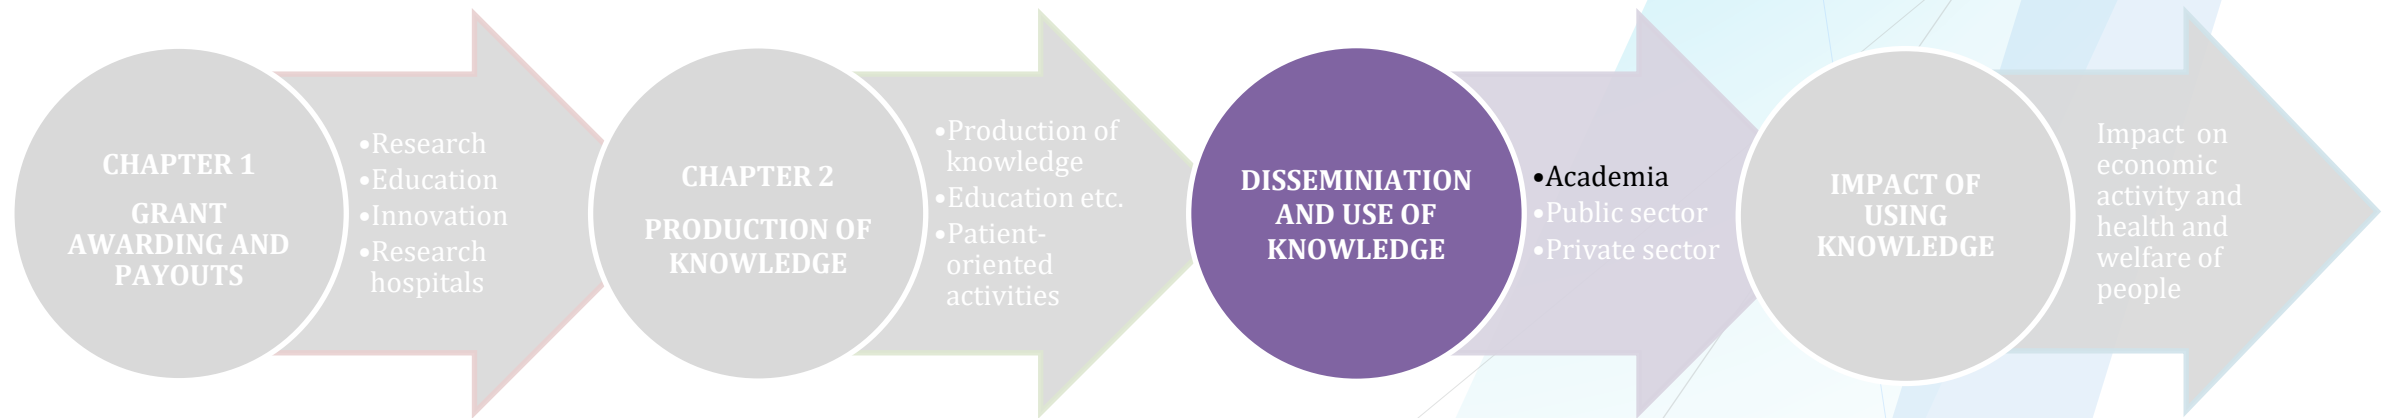 CHAPTER 1
GRANT
AWARDING AND
PAYOUTS
•Research
•Education
•Innovation
•Research
hospitals
CHAPTER 2
PRODUCTION OF
KNOWLEDGE
•Production of
knowledge
•Education etc.
•Patient-
oriented
activities
DISSEMINIATION
AND USE OF
KNOWLEDGE
•Academia
•Public sector
•Private sector
IMPACT OF
USING
KNOWLEDGE
Impact on
economic
activity and
health and
welfare of
people